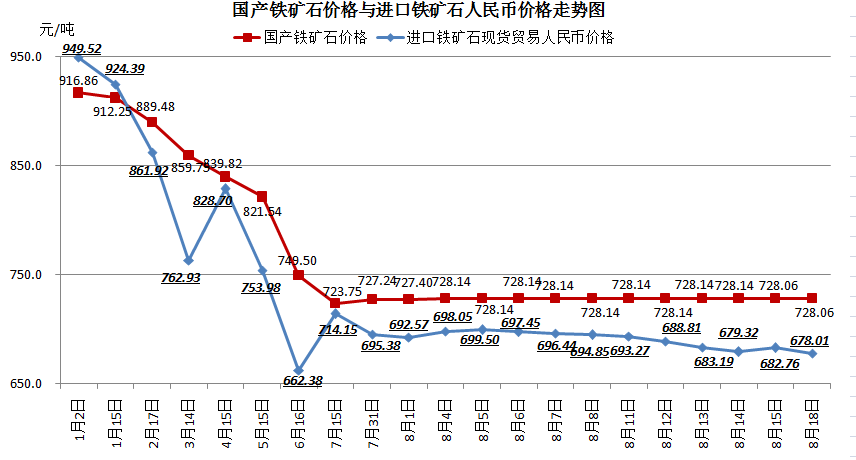 国产铁矿石价格与进口铁矿石人民币价格走势图
元/吨
国产铁矿石价格 进口铁矿石现货贸易人民币价格
950.0
850.0
750.0
650.0
949.52
924.39
916.86
912.25
889.48
861.92
859.75
839.82
828.70
821.54
762.93
753.98
749.50
723.75
727.24
727.40
728.14
728.14
728.14
728.14
728.14
728.14
728.14
728.14
728.14
728.06
728.06
714.15
662.38
695.38
692.57
698.05
699.50
697.45
696.44
694.85
693.27
688.81
683.19
679.32
682.76
678.01
1月2日
1月15日
2月17日
3月14日
4月15日
5月15日
6月16日
7月15日
7月31日
8月1日
8月4日
8月5日
8月6日
8月7日
8月8日
8月11日
8月12日
8月13日
8月14日
8月15日
8月18日